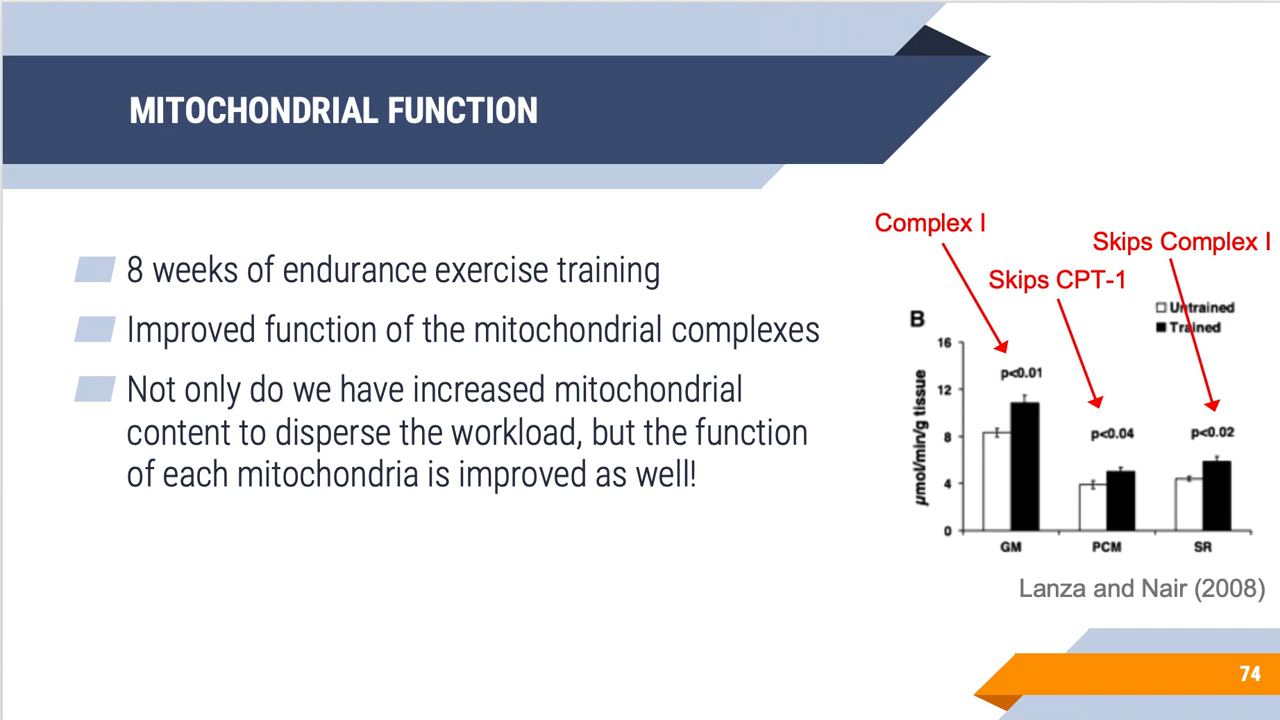 MITOCHONDRIAL FUNCTION
8 weeks of endurance exercise training
Improved function of the mitochondrial complexes
Not only do we have increased mitochondrial
content to disperse the workload, but the function
of each mitochondria is improved as well!
Complex I
Skips Complex I
Skips CPT-1
B
Untrained
Trained
µmol/min/g tissue
16
12
8
4
0
p<0.01
p<0.04
p<0.02
GM
PCM
SR
Lanza and Nair (2008)
74